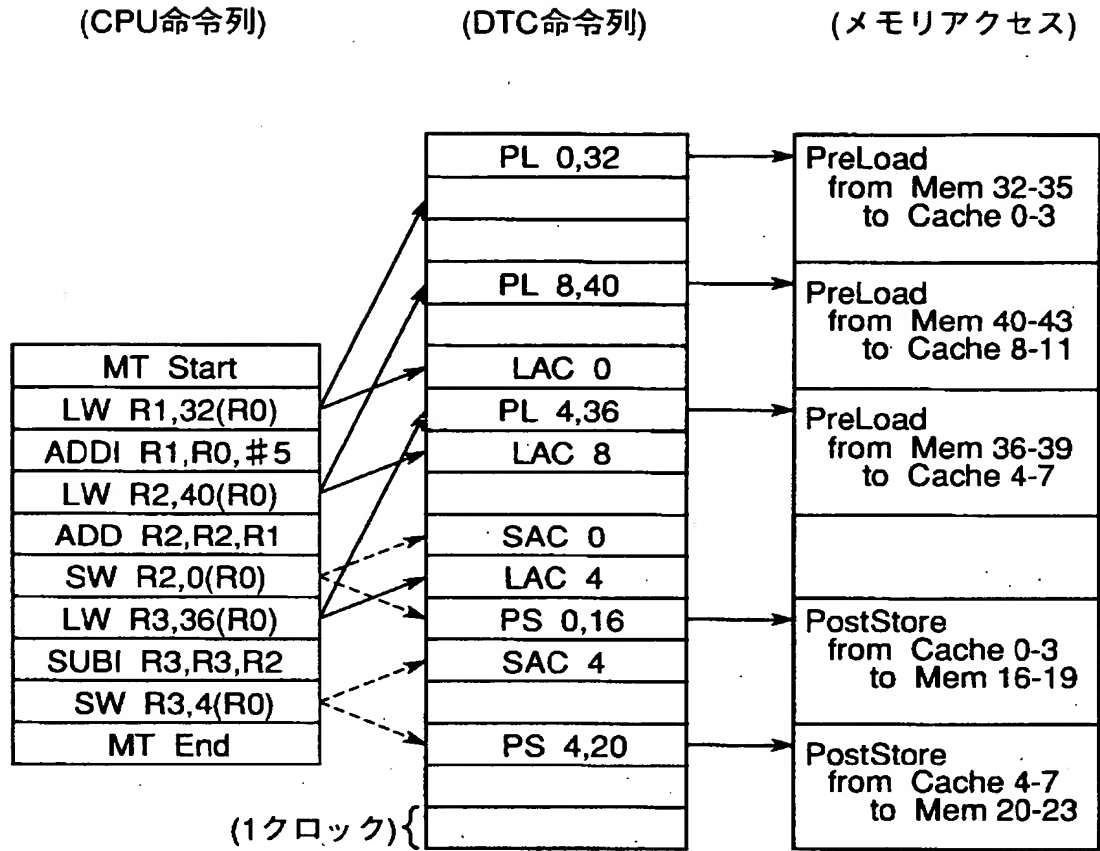 (CPU命令列)
(DTC命令列)
(メモリアクセス)
MT Start
LW R1,32(R0)
ADDI R1,R0,#5
LW R2,40(R0)
ADD R2,R2,R1
SW R2,0(R0)
LW R3,36(R0)
SUBI R3,R3,R2
SW R3,4(R0)
MT End
PL 0,32
PL 8,40
LAC 0
PL 4,36
LAC 8
SAC 0
LAC 4
PS 0,16
SAC 4
PS 4,20
(1クロック){
PreLoad
from Mem 32-35
to Cache 0-3
PreLoad
from Mem 40-43
to Cache 8-11
PreLoad
from Mem 36-39
to Cache 4-7
PostStore
from Cache 0-3
to Mem 16-19
PostStore
from Cache 4-7
to Mem 20-23